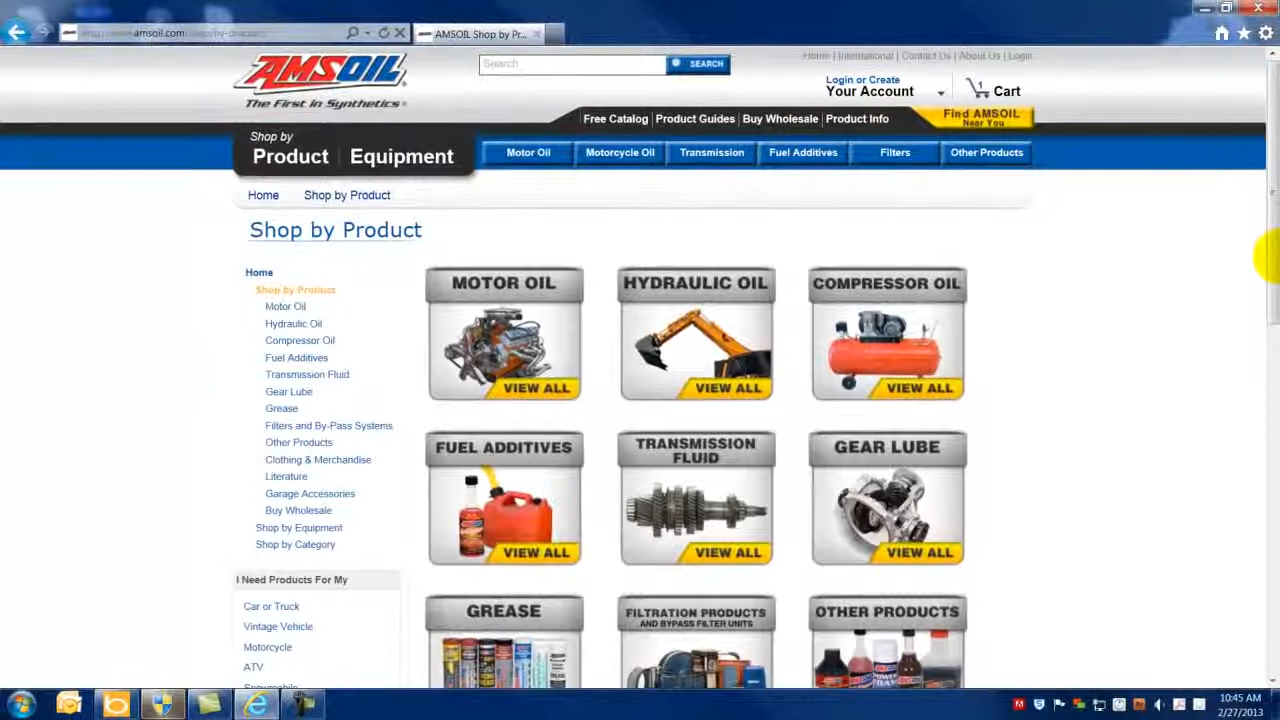 amsoil.com
AMSOIL Shop by Pr...
AMSOIL
The First in Synthetics®
Search
SEARCH
Home | International | Contact Us | About Us | Login
Login or Create
Your Account
1
Cart
Free Catalog | Product Guides | Buy Wholesale | Product Info
Find AMSOIL
Near You
Shop by
Product | Equipment
Motor Oil
Motorcycle Oil
Transmission
Fuel Additives
Filters
Other Products
Home
Shop by Product
Shop by Product
Home
Shop by Product
Motor Oil
Hydraulic Oil
Compressor Oil
Fuel Additives
Transmission Fluid
Gear Lube
Grease
Filters and By-Pass Systems
Other Products
Clothing & Merchandise
Literature
Garage Accessories
Buy Wholesale
Shop by Equipment
Shop by Category
I Need Products For My
Car or Truck
Vintage Vehicle
Motorcycle
ATV
Snowmobile
MOTOR OIL
VIEW ALL
HYDRAULIC OIL
VIEW ALL
COMPRESSOR OIL
VIEW ALL
FUEL ADDITIVES
VIEW ALL
TRANSMISSION
FLUID
VIEW ALL
GEAR LUBE
VIEW ALL
GREASE
FILTRATION PRODUCTS
AND BYPASS FILTER UNITS
OTHER PRODUCTS
10:45 AM
2/27/2013